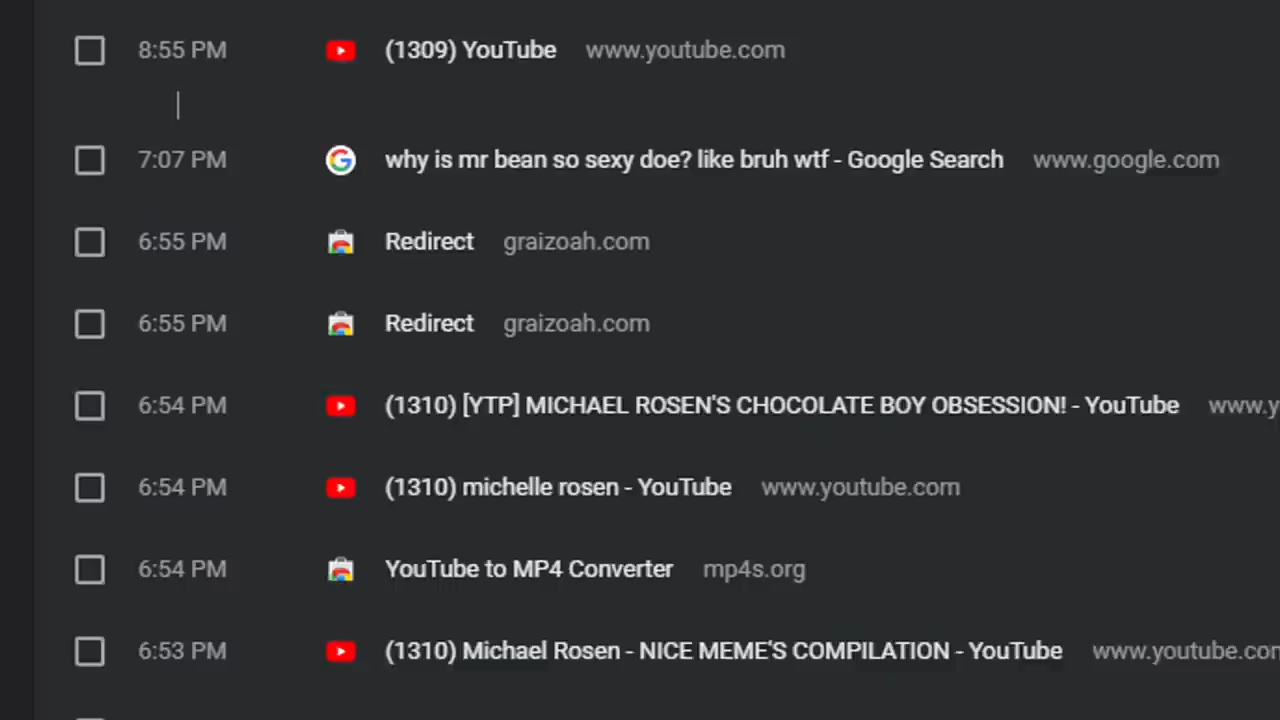 8:55 PM (1309) YouTube www.youtube.com
7:07 PM why is mr bean so sexy doe? like bruh wtf - Google Search www.google.com
6:55 PM Redirect graizoah.com
6:55 PM Redirect graizoah.com
6:54 PM (1310) [YTP] MICHAEL ROSEN'S CHOCOLATE BOY OBSESSION! - YouTube www.y
6:54 PM (1310) michelle rosen - YouTube www.youtube.com
6:54 PM YouTube to MP4 Converter mp4s.org
6:53 PM (1310) Michael Rosen - NICE MEME'S COMPILATION - YouTube www.youtube.con